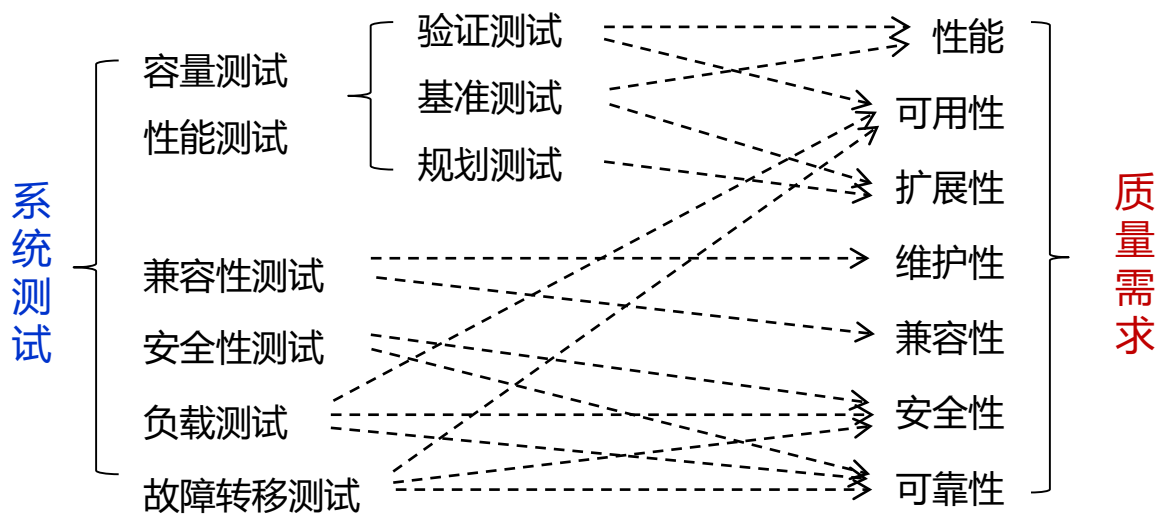 系统测试
容量测试
性能测试
兼容性测试
安全性测试
负载测试
故障转移测试
验证测试
基准测试
规划测试
性能
可用性
扩展性
维护性
兼容性
安全性
可靠性
质量需求